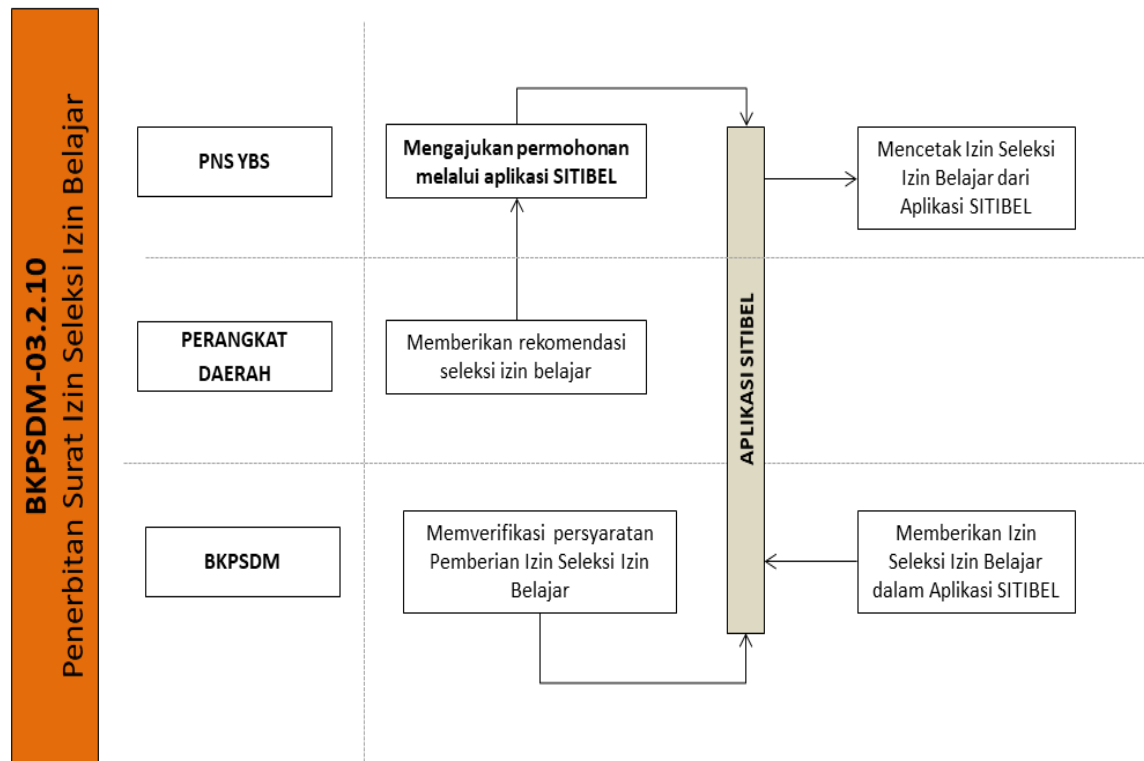 BKPSDM-03.2.10
Penerbitan Surat Izin Seleksi Izin Belajar
PNS YBS
Mengajukan permohonan
melalui aplikasi SITIBEL
Mencetak Izin Seleksi
Izin Belajar dari
Aplikasi SITIBEL
PERANGKAT
DAERAH
Memberikan rekomendasi
seleksi izin belajar
APLIKASI SITIBEL
BKPSDM
Memverifikasi persyaratan
Pemberian Izin Seleksi Izin
Belajar
Memberikan Izin
Seleksi Izin Belajar
dalam Aplikasi SITIBEL